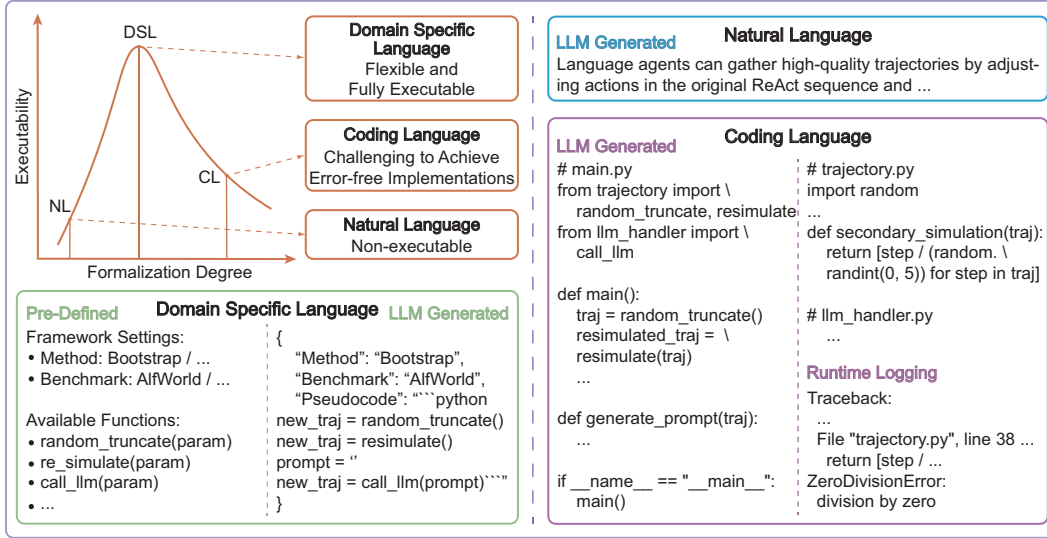 Executability
DSL
CL
NL
Formalization Degree
Domain Specific
Language
Flexible and
Fully Executable
Coding Language
Challenging to Achieve
Error-free Implementations
Natural Language
Non-executable
Domain Specific Language
Pre-Defined
Framework Settings:
• Method: Bootstrap / ...
• Benchmark: AlfWorld / ...
Available Functions:
• random_truncate(param)
• re_simulate(param)
• call_llm(param)
• ...
LLM Generated
{
“Method”: “Bootstrap”,
“Benchmark”: “AlfWorld”,
“Pseudocode”: “```python
new_traj = random_truncate()
new_traj = resimulate()
prompt = ‘’
new_traj = call_llm(prompt)```”
}
Natural Language
LLM Generated
Language agents can gather high-quality trajectories by adjust-
ing actions in the original ReAct sequence and ...
Coding Language
LLM Generated
# main.py
from trajectory import \
random_truncate, resimulate
from llm_handler import \
call_llm
def main():
traj = random_truncate()
resimulated_traj = \
resimulate(traj)
...
def generate_prompt(traj):
...
if __name__ == "__main__":
main()
# trajectory.py
import random
...
def secondary_simulation(traj):
return [step / (random. \
randint(0, 5)) for step in traj]
# llm_handler.py
...
Runtime Logging
Traceback:
...
File "trajectory.py", line 38 ...
return [step / ...
ZeroDivisionError:
division by zero